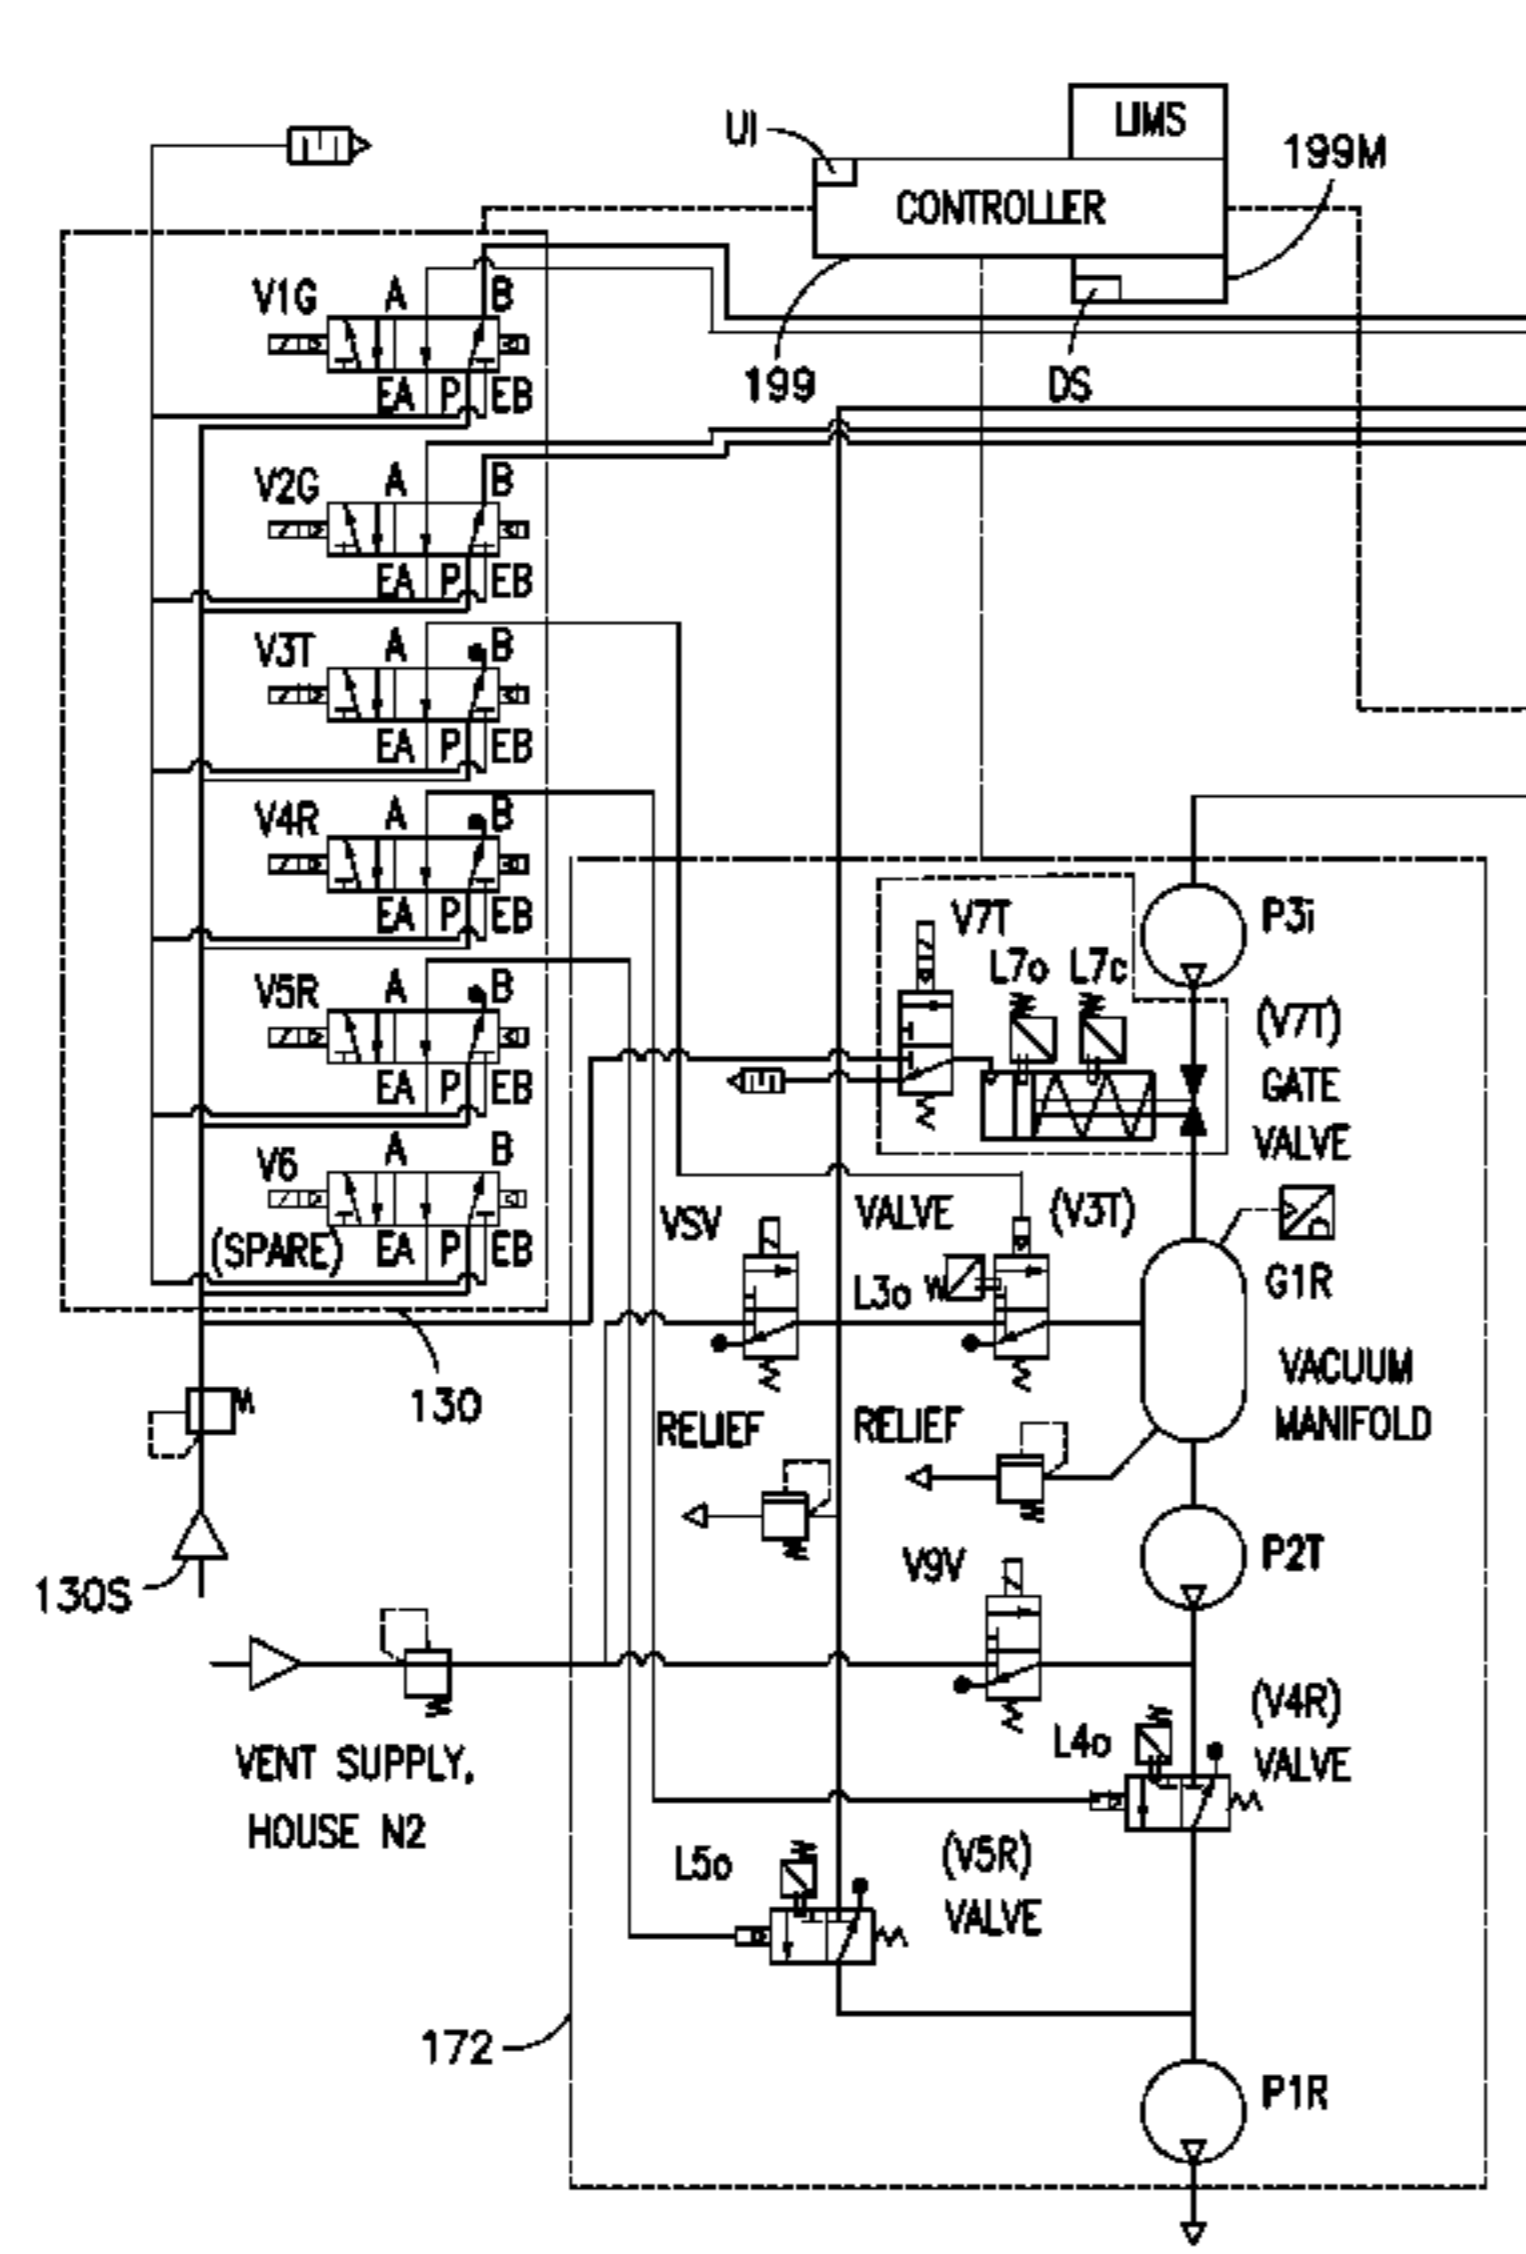 LIMS
UI
199M
CONTROLLER
V1G A B
199 DS
EA P EB
V2G A B
EA P EB
V3T A B
EA P EB
V4R A B
EA P EB
V7T
P3i
L7o L7c
V5R A B
(V7T)
GATE
VALVE
EA P EB
V6 A B
(SPARE) EA P EB
VSV VALVE (V3T)
L3o
G1R
130
VACUUM
MANIFOLD
RELIEF RELIEF
130S
V9V
P2T
(V4R)
VALVE
L4o
VENT SUPPLY,
HOUSE N2
L5o
(V5R)
VALVE
172
P1R